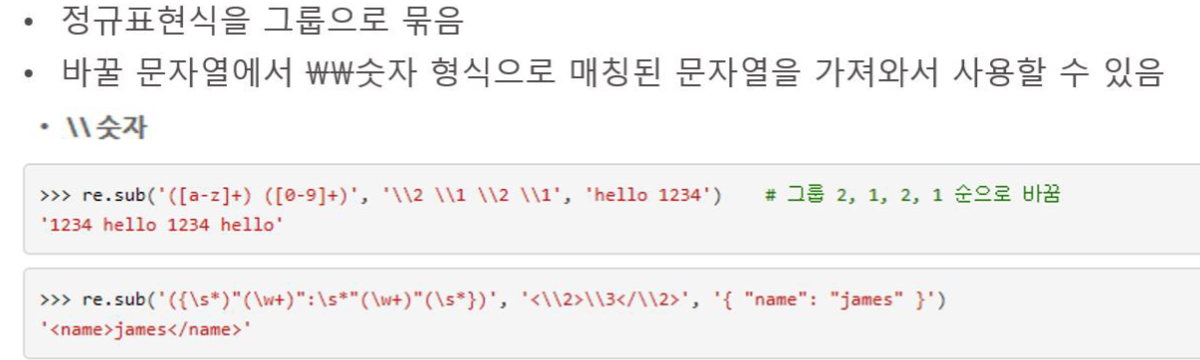 • 정규표현식을 그룹으로 묶음
• 바꿀 문자열에서 ₩₩숫자 형식으로 매칭된 문자열을 가져와서 사용할 수 있음
• \\숫자
>>> re.sub('([a-z]+) ([0-9]+)', '\\2 \\1 \\2 \\1', 'hello 1234')    # 그룹 2, 1, 2, 1 순으로 바꿈
'1234 hello 1234 hello'
>>> re.sub('({\s*)"(\w+)":\s*"(\w+)"(\s*})', '<\\2>\\3</\\2>', '{ "name": "james" }')
'<name>james</name>'